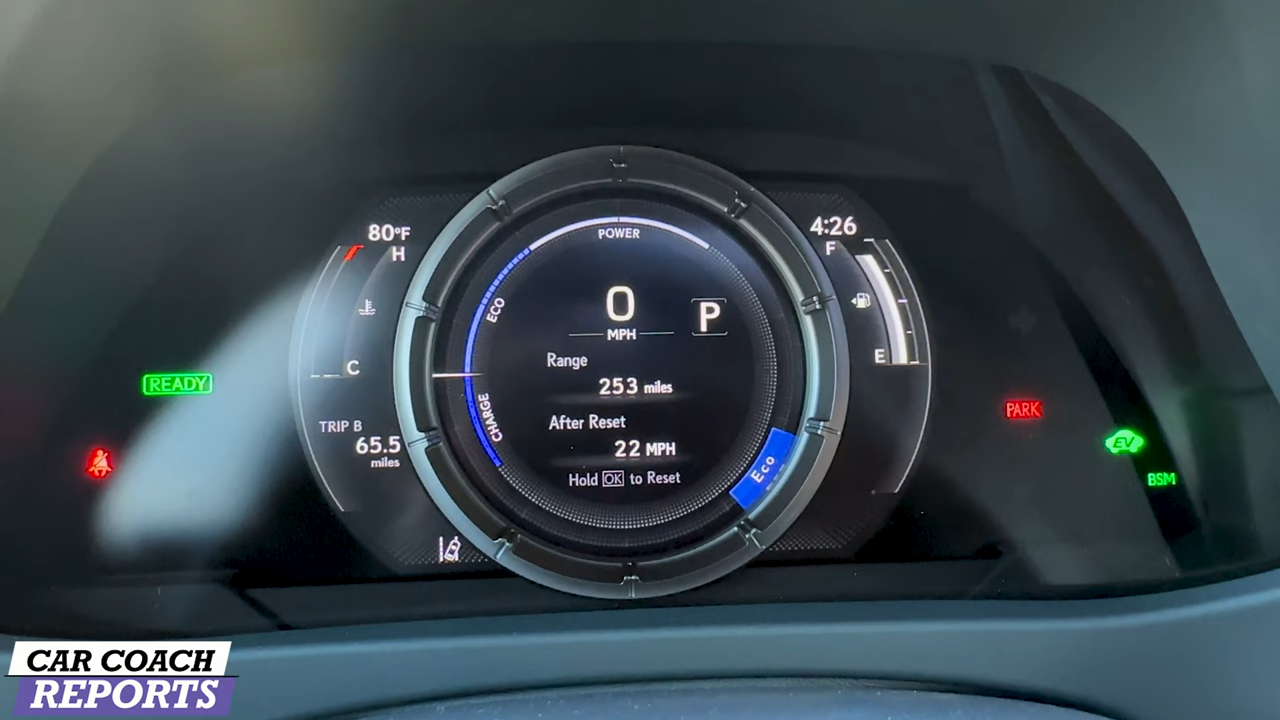 80°F
H
C
TRIP B
65.5
miles
READY
POWER
ECO
CHARGE
0
MPH
P
Range
253 miles
After Reset
22 MPH
Hold OK to Reset
Eco
4:26
F
E
PARK
EV
BSM
CAR COACH
REPORTS